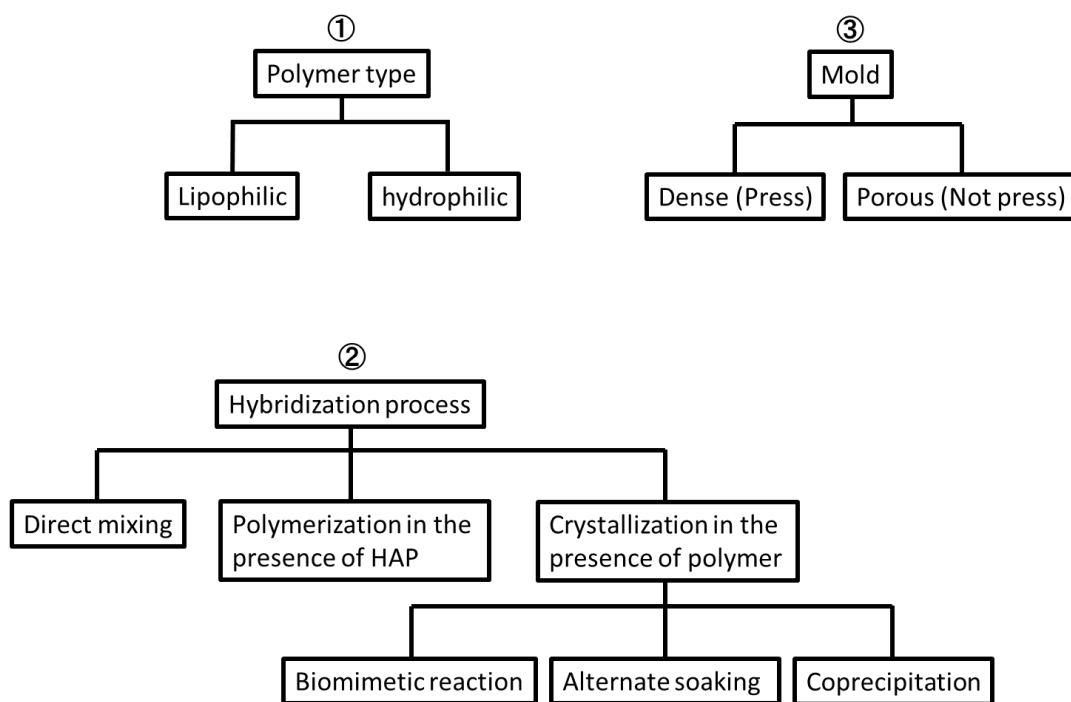 ①
Polymer type
Lipophilic
hydrophilic
③
Mold
Dense (Press)
Porous (Not press)
②
Hybridization process
Direct mixing
Polymerization in the
presence of HAP
Crystallization in the
presence of polymer
Biomimetic reaction
Alternate soaking
Coprecipitation